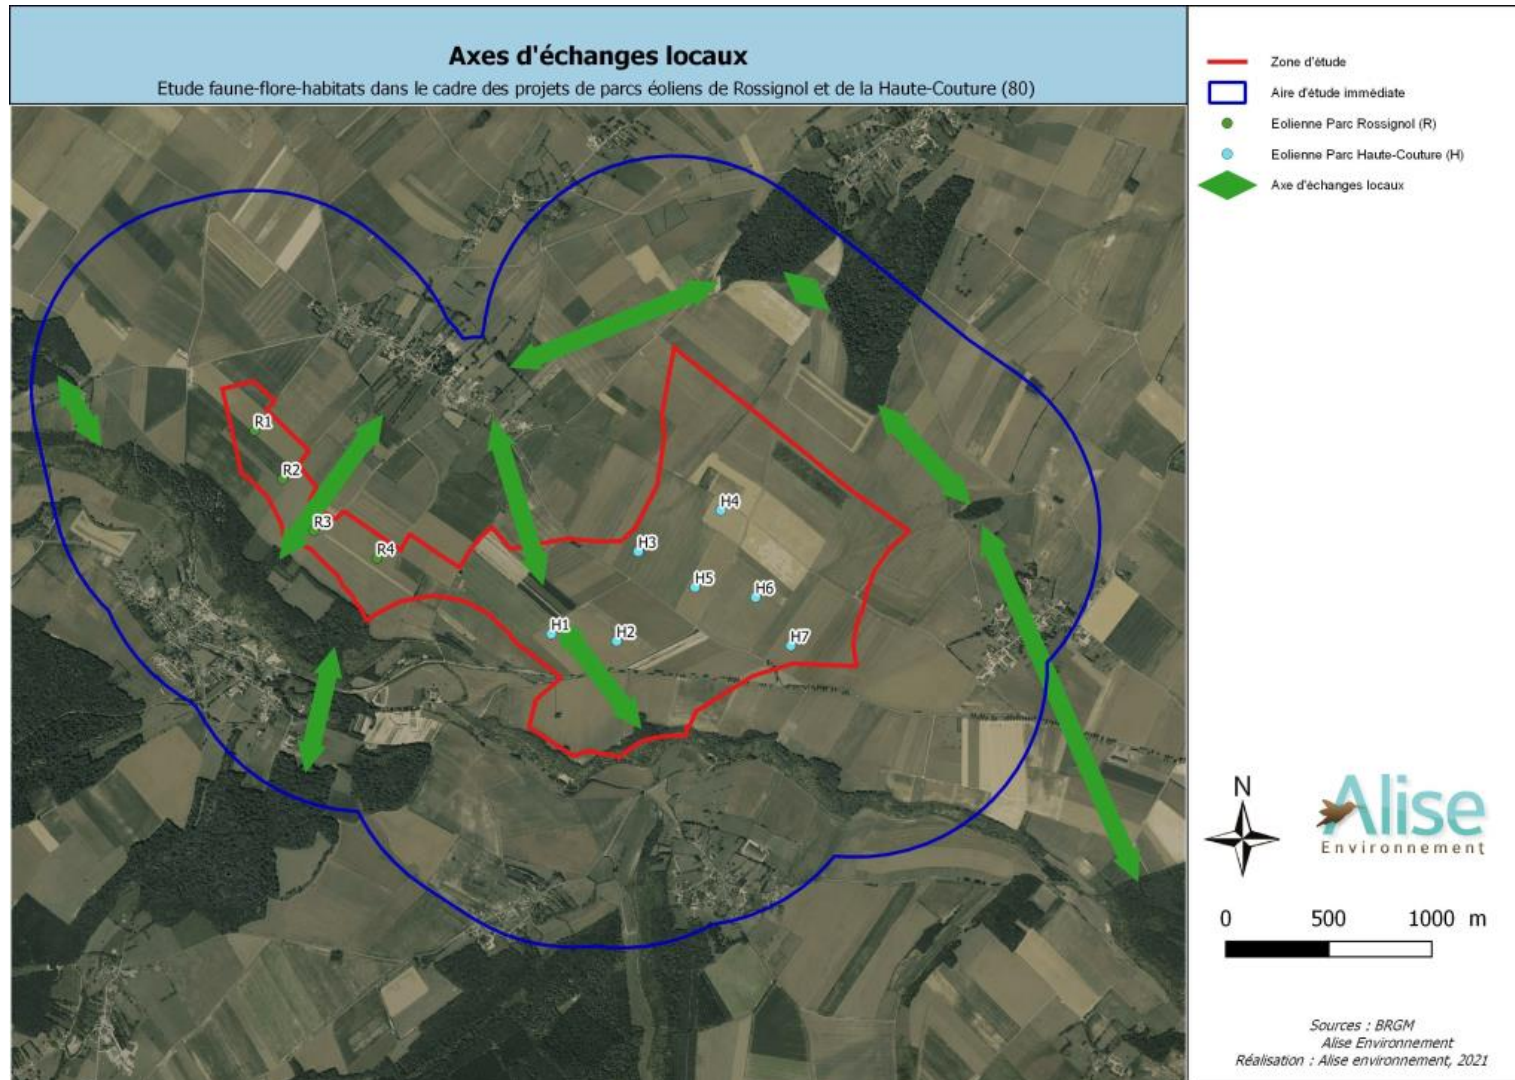 Axes d'échanges locaux
Etude faune-flore-habitats dans le cadre des projets de parcs éoliens de Rossignol et de la Haute-Couture (80)
Zone d'étude
Aire d'étude immédiate
Eolienne Parc Rossignol (R)
Eolienne Parc Haute-Couture (H)
Axe d'échanges locaux
R1
R2
R3
R4
H4
H3
H5
H6
H1
H2
H7
N
Alise
Environnement
0 500 1000 m
Sources : BRGM
Alise Environnement
Réalisation : Alise environnement, 2021